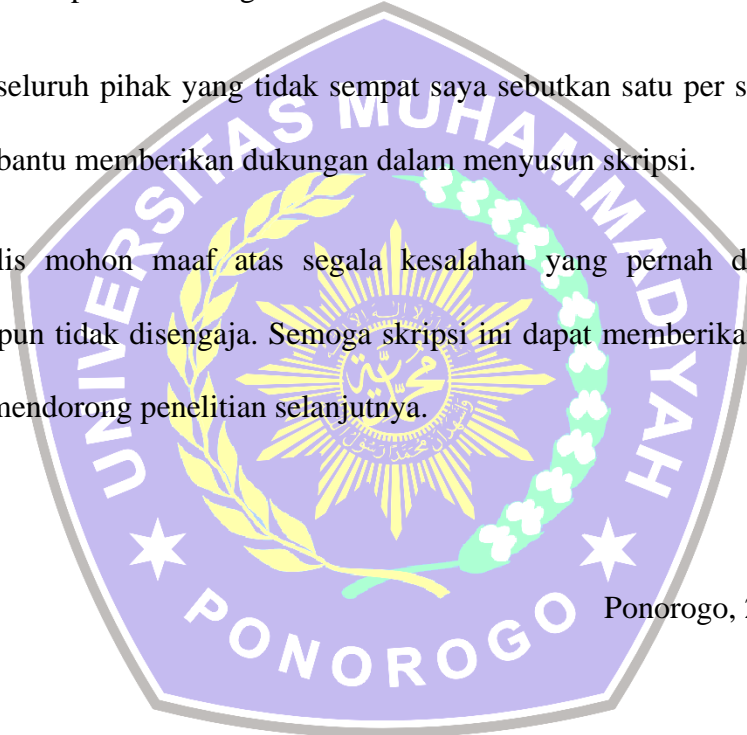 seluruh pihak yang tidak sempat saya sebutkan satu per s
bantu memberikan dukungan dalam menyusun skripsi.
lis mohon maaf atas segala kesalahan yang pernah d
pun tidak disengaja. Semoga skripsi ini dapat memberika
mendorong penelitian selanjutnya.
Ponorogo, 2
UNIVERSITAS MUHAMMADIYAH
PONOROGO
محمدية